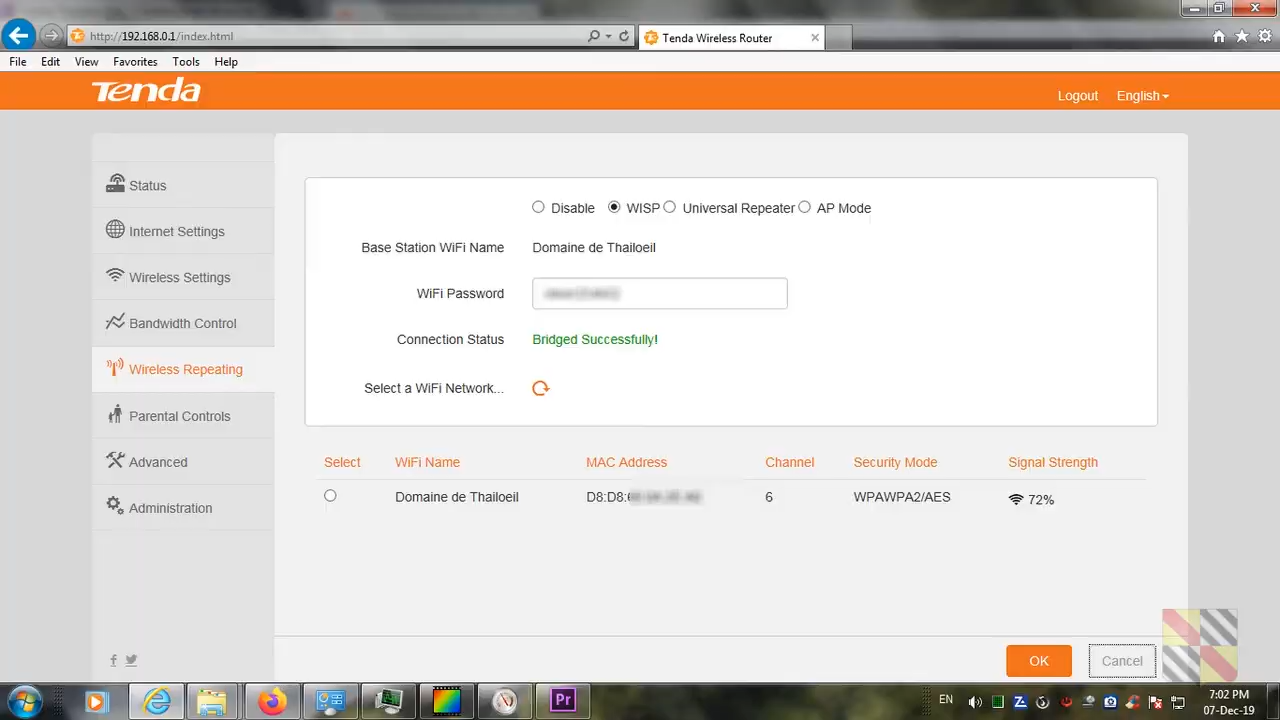 http://192.168.0.1/index.html
Tenda Wireless Router
File Edit View Favorites Tools Help
Tenda
Logout English
Status
Internet Settings
Wireless Settings
Bandwidth Control
Wireless Repeating
Parental Controls
Advanced
Administration
Disable WISP Universal Repeater AP Mode
Base Station WiFi Name Domaine de Thailoeil
WiFi Password
Connection Status Bridged Successfully!
Select a WiFi Network...
Select WiFi Name MAC Address Channel Security Mode Signal Strength
Domaine de Thailoeil D8:D8: 6 WPAWPA2/AES 72%
OK Cancel
Pr
EN
7:02 PM
07-Dec-19